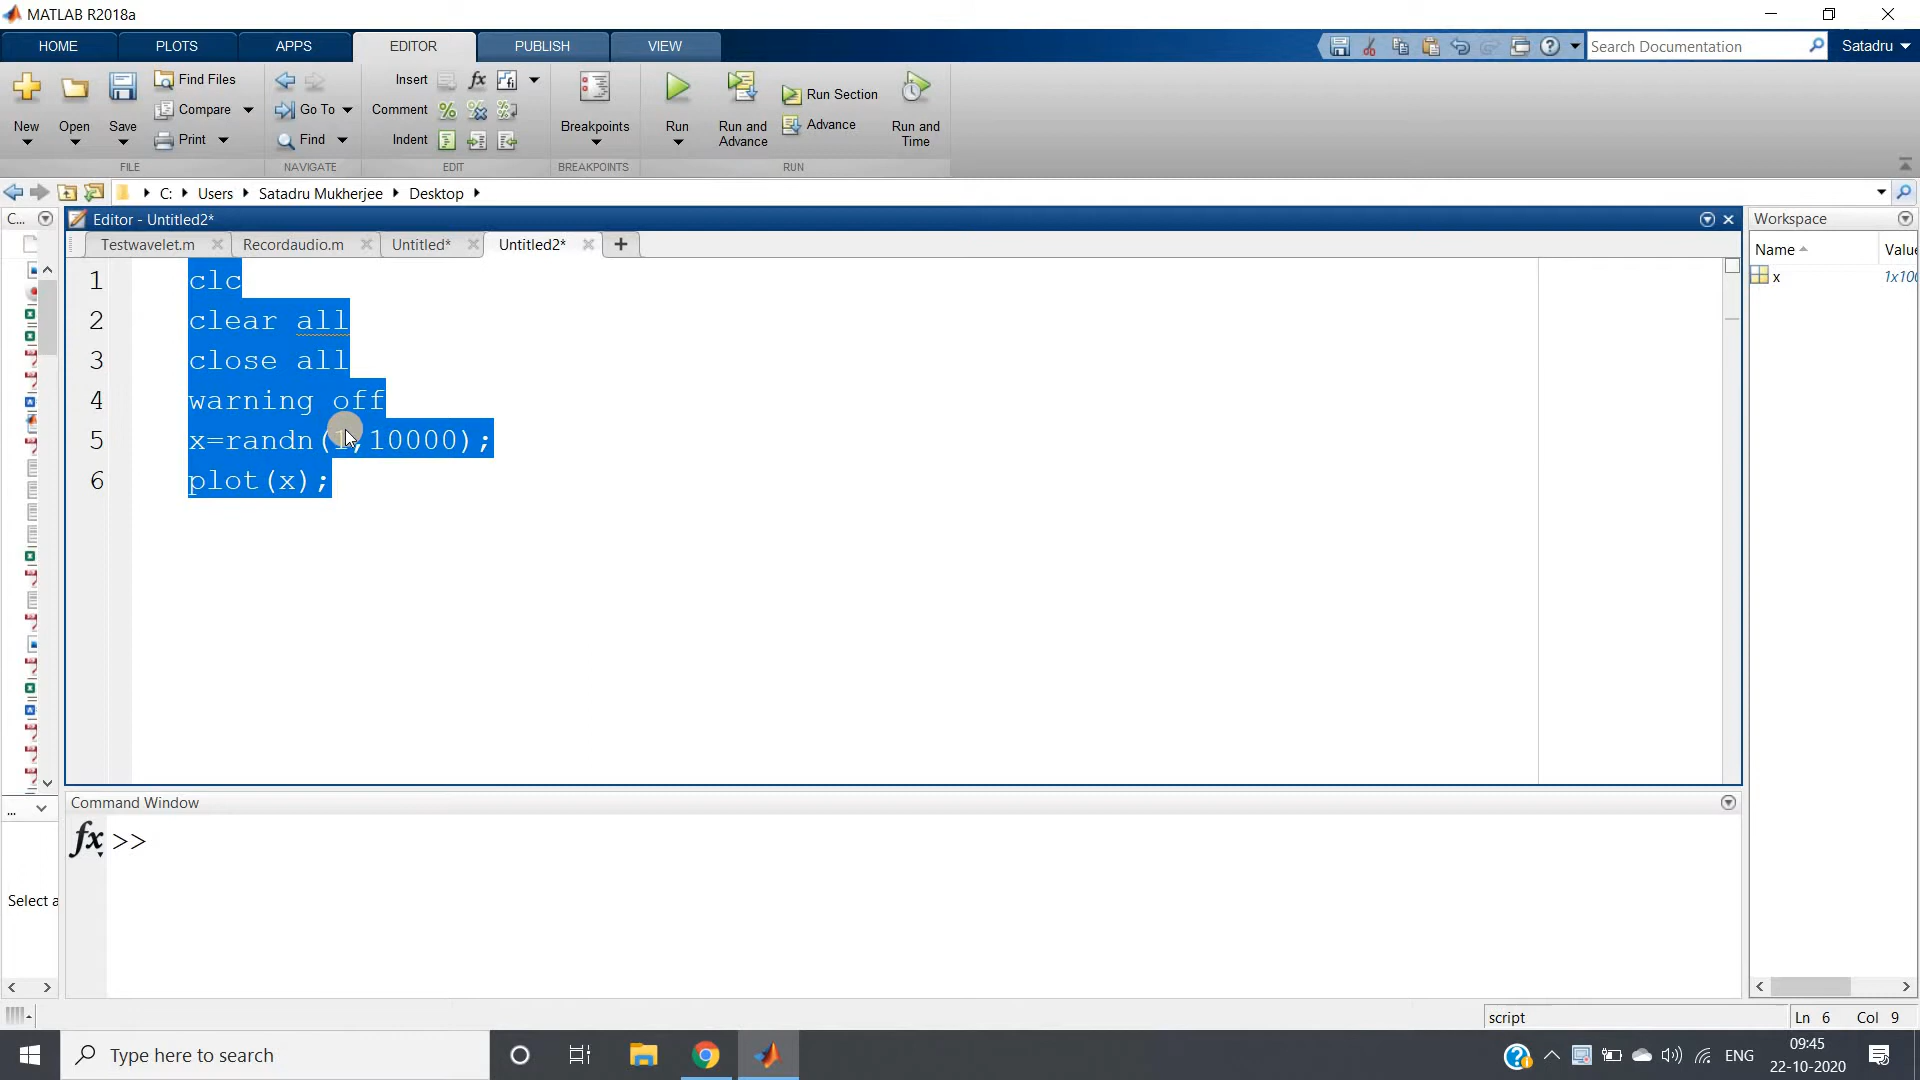 MATLAB R2018a
HOME PLOTS APPS EDITOR PUBLISH VIEW
Search Documentation
Satadru
New
Open
Save
Find Files
Compare
Print
FILE
Go To
Find
NAVIGATE
Insert fx
Comment
Indent
EDIT
Breakpoints
BREAKPOINTS
Run
Run and Advance
Run Section
Advance
Run and Time
RUN
C: Users Satadru Mukherjee Desktop
C...
Editor - Untitled2*
Workspace
Testwavelet.m Recordaudio.m Untitled* Untitled2*
Name Value
x 1x100
1 clc
2 clear all
3 close all
4 warning off
5 x=randn(1,10000);
6 plot(x);
Command Window
fx >>
...
Select a
script
Ln 6 Col 9
Type here to search
ENG
09:45
22-10-2020